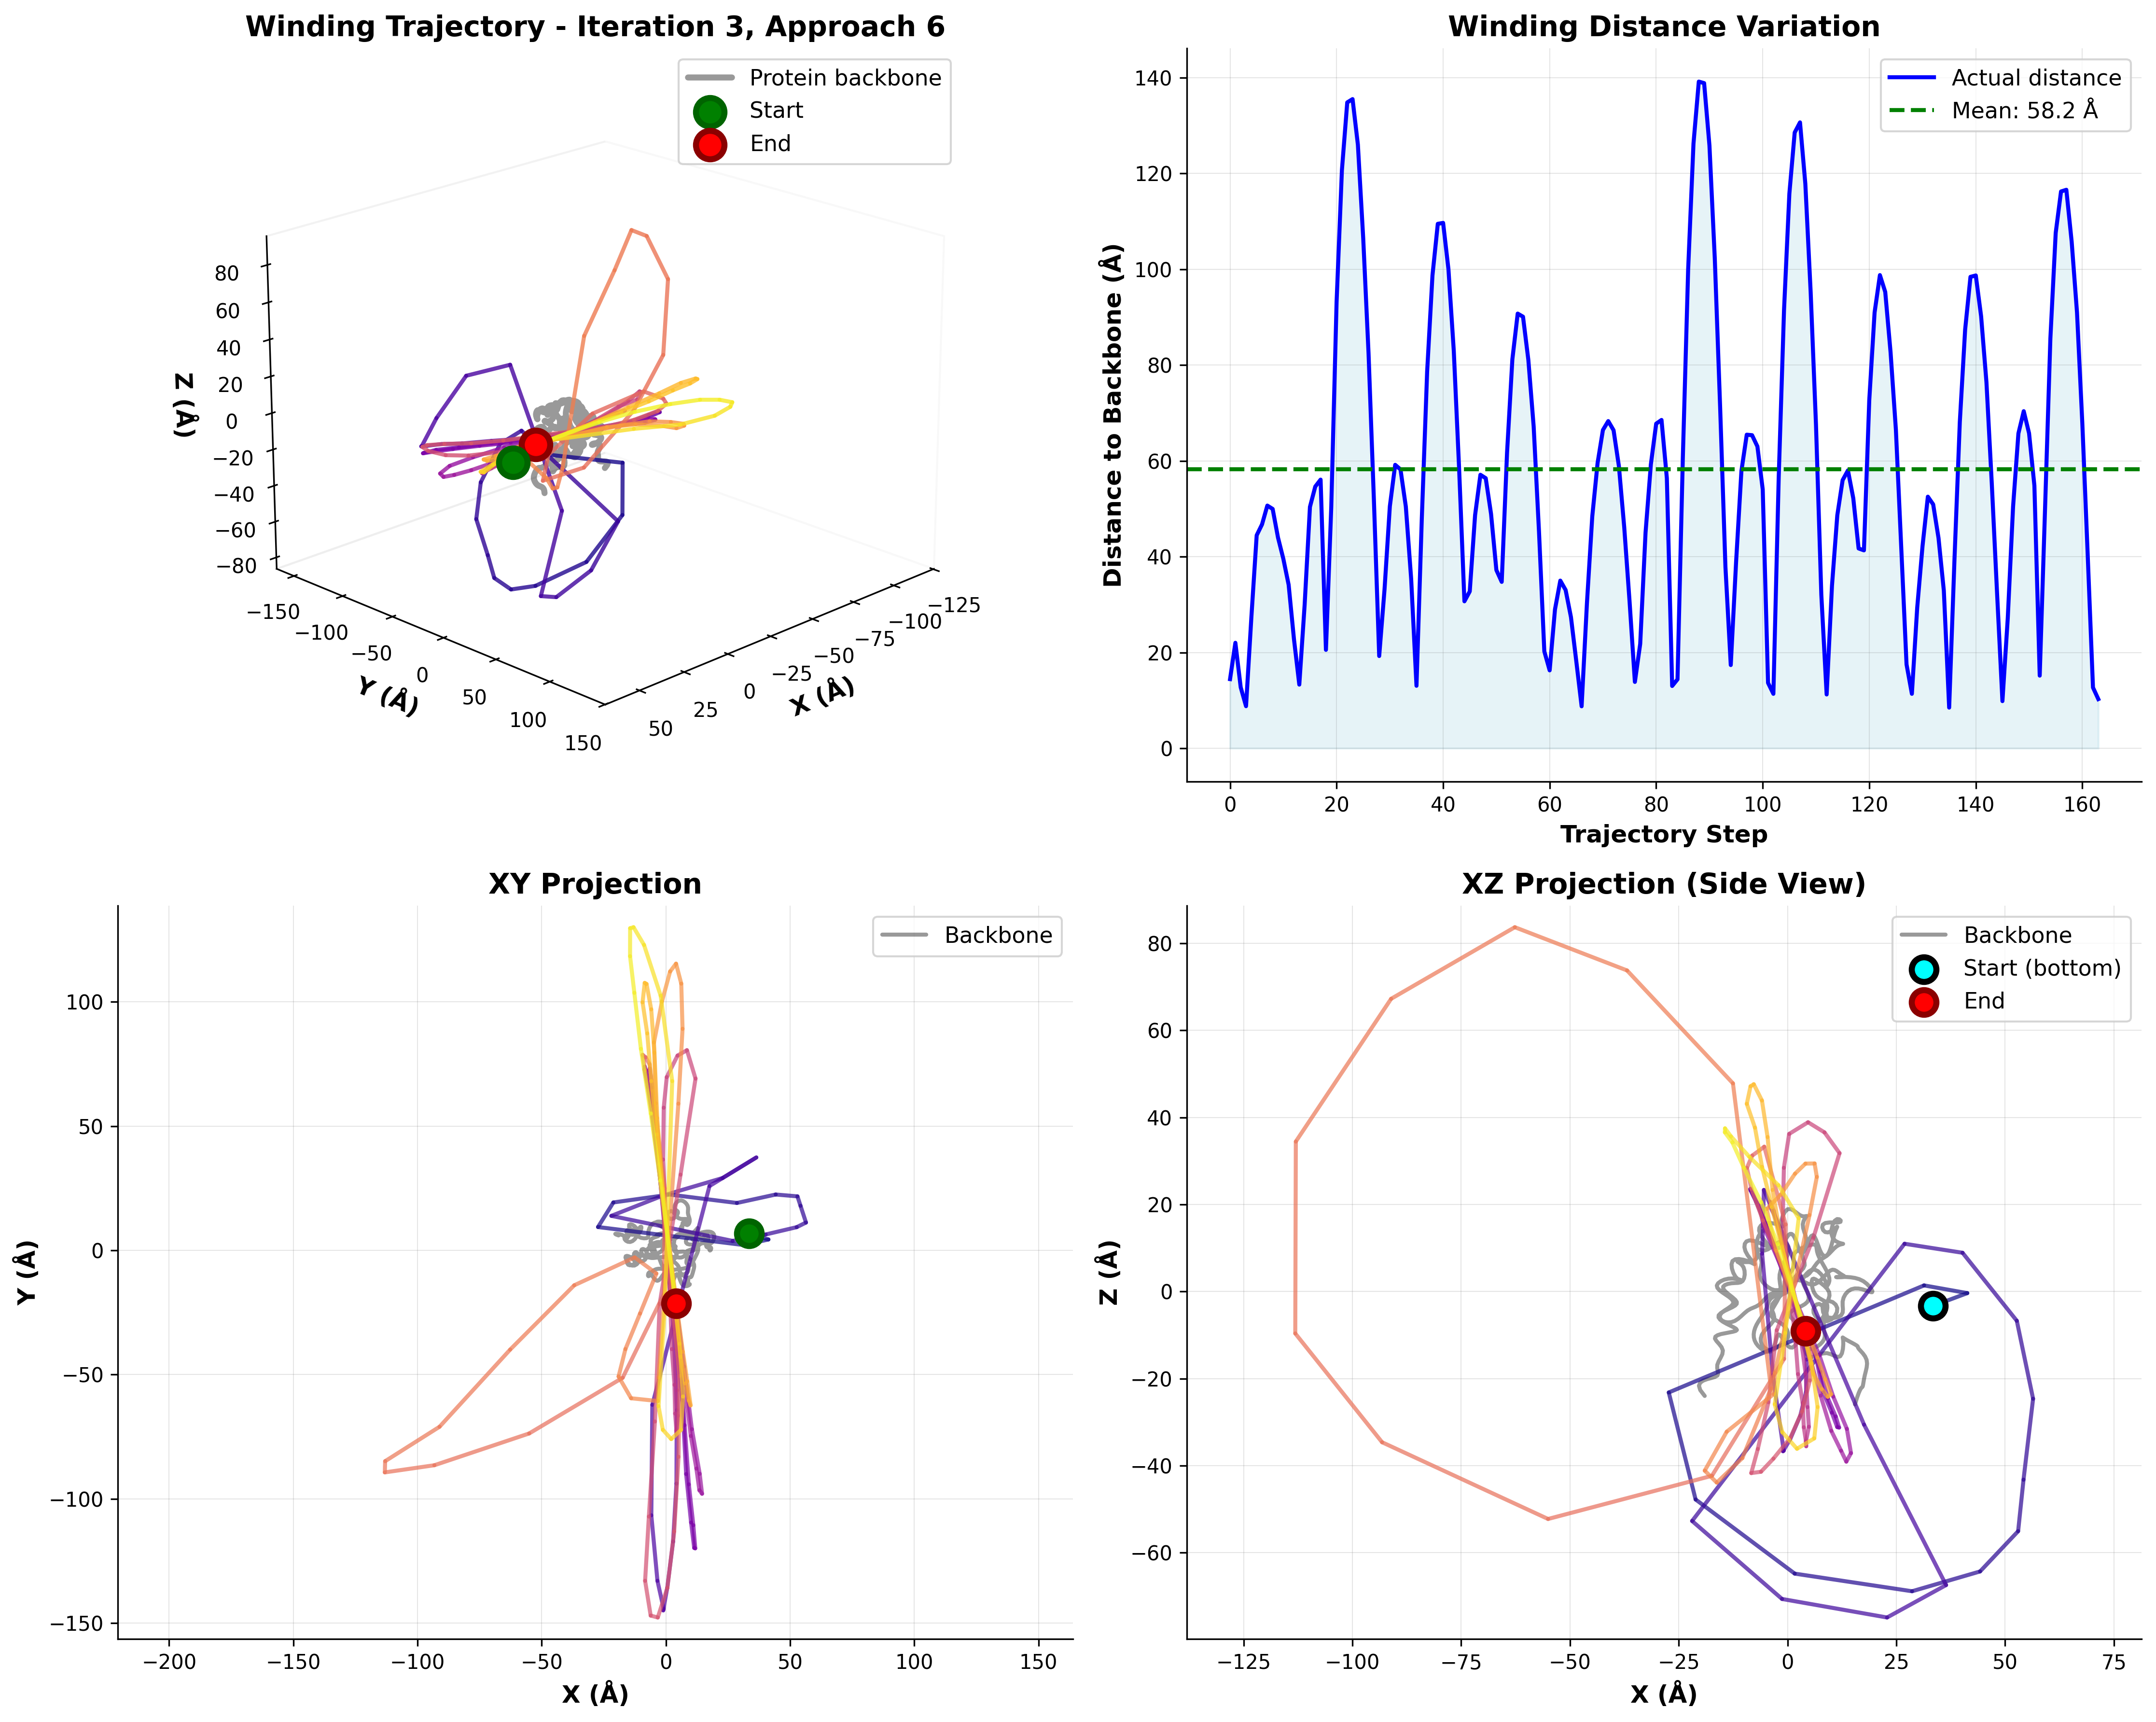 Winding Trajectory - Iteration 3, Approach 6
Protein backbone
Start
End
80
60
40
20
0
−20
−40
−60
−80
Z (Å)
−150
−100
−50
0
50
100
150
Y (Å)
50
25
0
−25
−50
−75
−100
−125
X (Å)
Winding Distance Variation
Actual distance
Mean: 58.2 Å
140
120
100
80
60
40
20
0
Distance to Backbone (Å)
0 20 40 60 80 100 120 140 160
Trajectory Step
XY Projection
Backbone
100
50
0
−50
−100
−150
Y (Å)
−200 −150 −100 −50 0 50 100 150
X (Å)
XZ Projection (Side View)
Backbone
Start (bottom)
End
80
60
40
20
0
−20
−40
−60
Z (Å)
−125 −100 −75 −50 −25 0 25 50 75
X (Å)